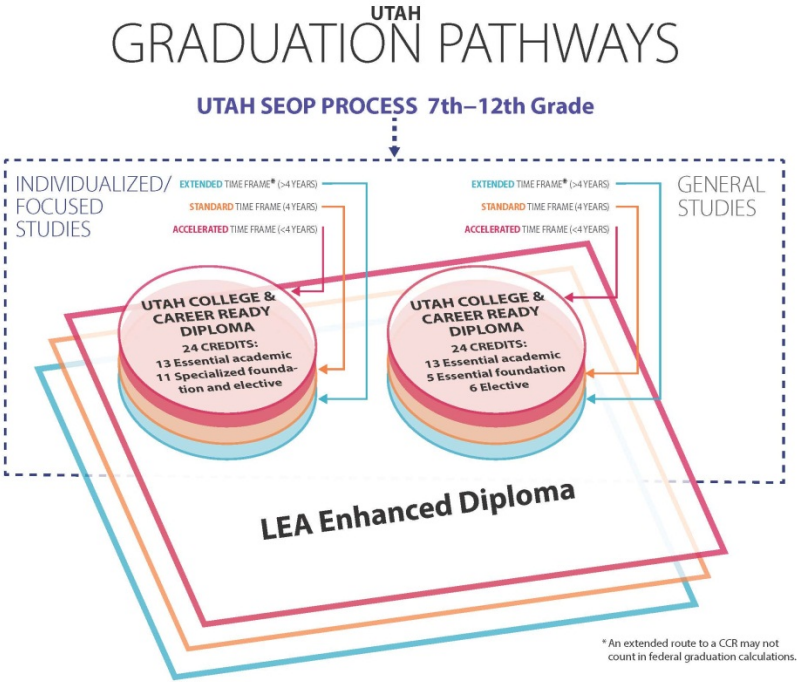 UTAH
GRADUATION PATHWAYS
UTAH SEOP PROCESS 7th–12th Grade
INDIVIDUALIZED/
FOCUSED
STUDIES
EXTENDED TIME FRAME* (>4 YEARS)
STANDARD TIME FRAME (4 YEARS)
ACCELERATED TIME FRAME (<4 YEARS)
EXTENDED TIME FRAME* (>4 YEARS)
STANDARD TIME FRAME (4 YEARS)
ACCELERATED TIME FRAME (<4 YEARS)
GENERAL
STUDIES
UTAH COLLEGE &
CAREER READY
DIPLOMA
24 CREDITS:
13 Essential academic
11 Specialized founda-
tion and elective
UTAH COLLEGE &
CAREER READY
DIPLOMA
24 CREDITS:
13 Essential academic
5 Essential foundation
6 Elective
LEA Enhanced Diploma
* An extended route to a CCR may not
count in federal graduation calculations.